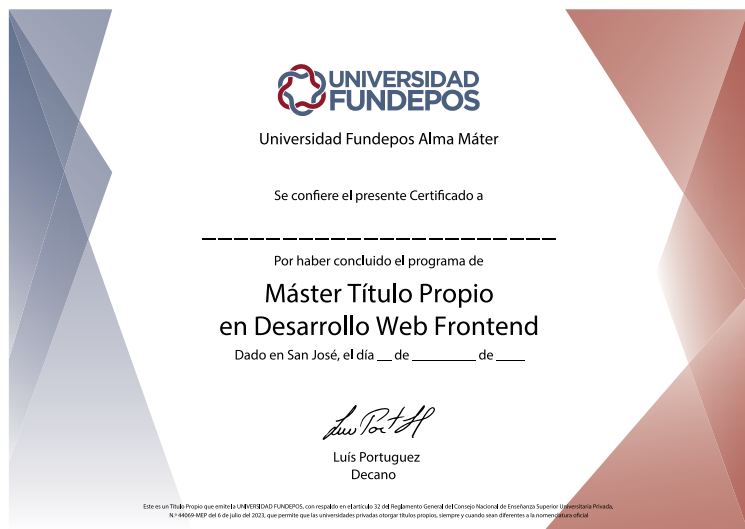 UNIVERSIDAD
FUNDEPOS
Universidad Fundepos Alma Máter
Se confiere el presente Certificado a
Por haber concluido el programa de
Máster Título Propio
en Desarrollo Web Frontend
Dado en San José, el día __ de ________ de ____
Luís Portuguez
Decano
Este es un Título Propio que emite la UNIVERSIDAD FUNDEPOS, con respaldo en el artículo 32 del Reglamento General del Consejo Nacional de Enseñanza Superior Universitaria Privada,
N.º 44069-MEP del 6 de julio del 2023, que permite que las universidades privadas otorgar títulos propios, siempre y cuando sean diferentes a la nomenclatura oficial